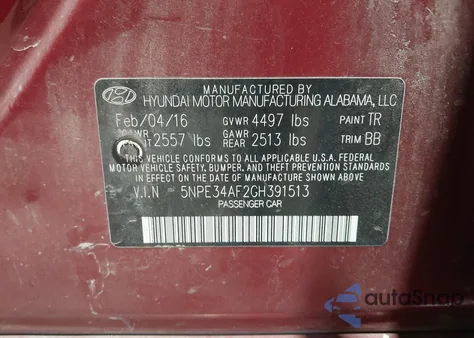 MANUFACTURED BY
HYUNDAI MOTOR MANUFACTURING ALABAMA, LLC
Feb/04/16 GVWR 4497 lbs PAINT TR
2557 lbs GAWR REAR 2513 lbs TRIM BB
THIS VEHICLE CONFORMS TO ALL APPLICABLE U.S.A. FEDERAL
MOTOR VEHICLE SAFETY, BUMPER, AND THEFT PREVENTION
STANDARDS IN EFFECT ON THE DATE OF MANUFACTURE SHOWN ABOVE.
V.I.N : 5NPE34AF2GH391513
PASSENGER CAR
autoSnap